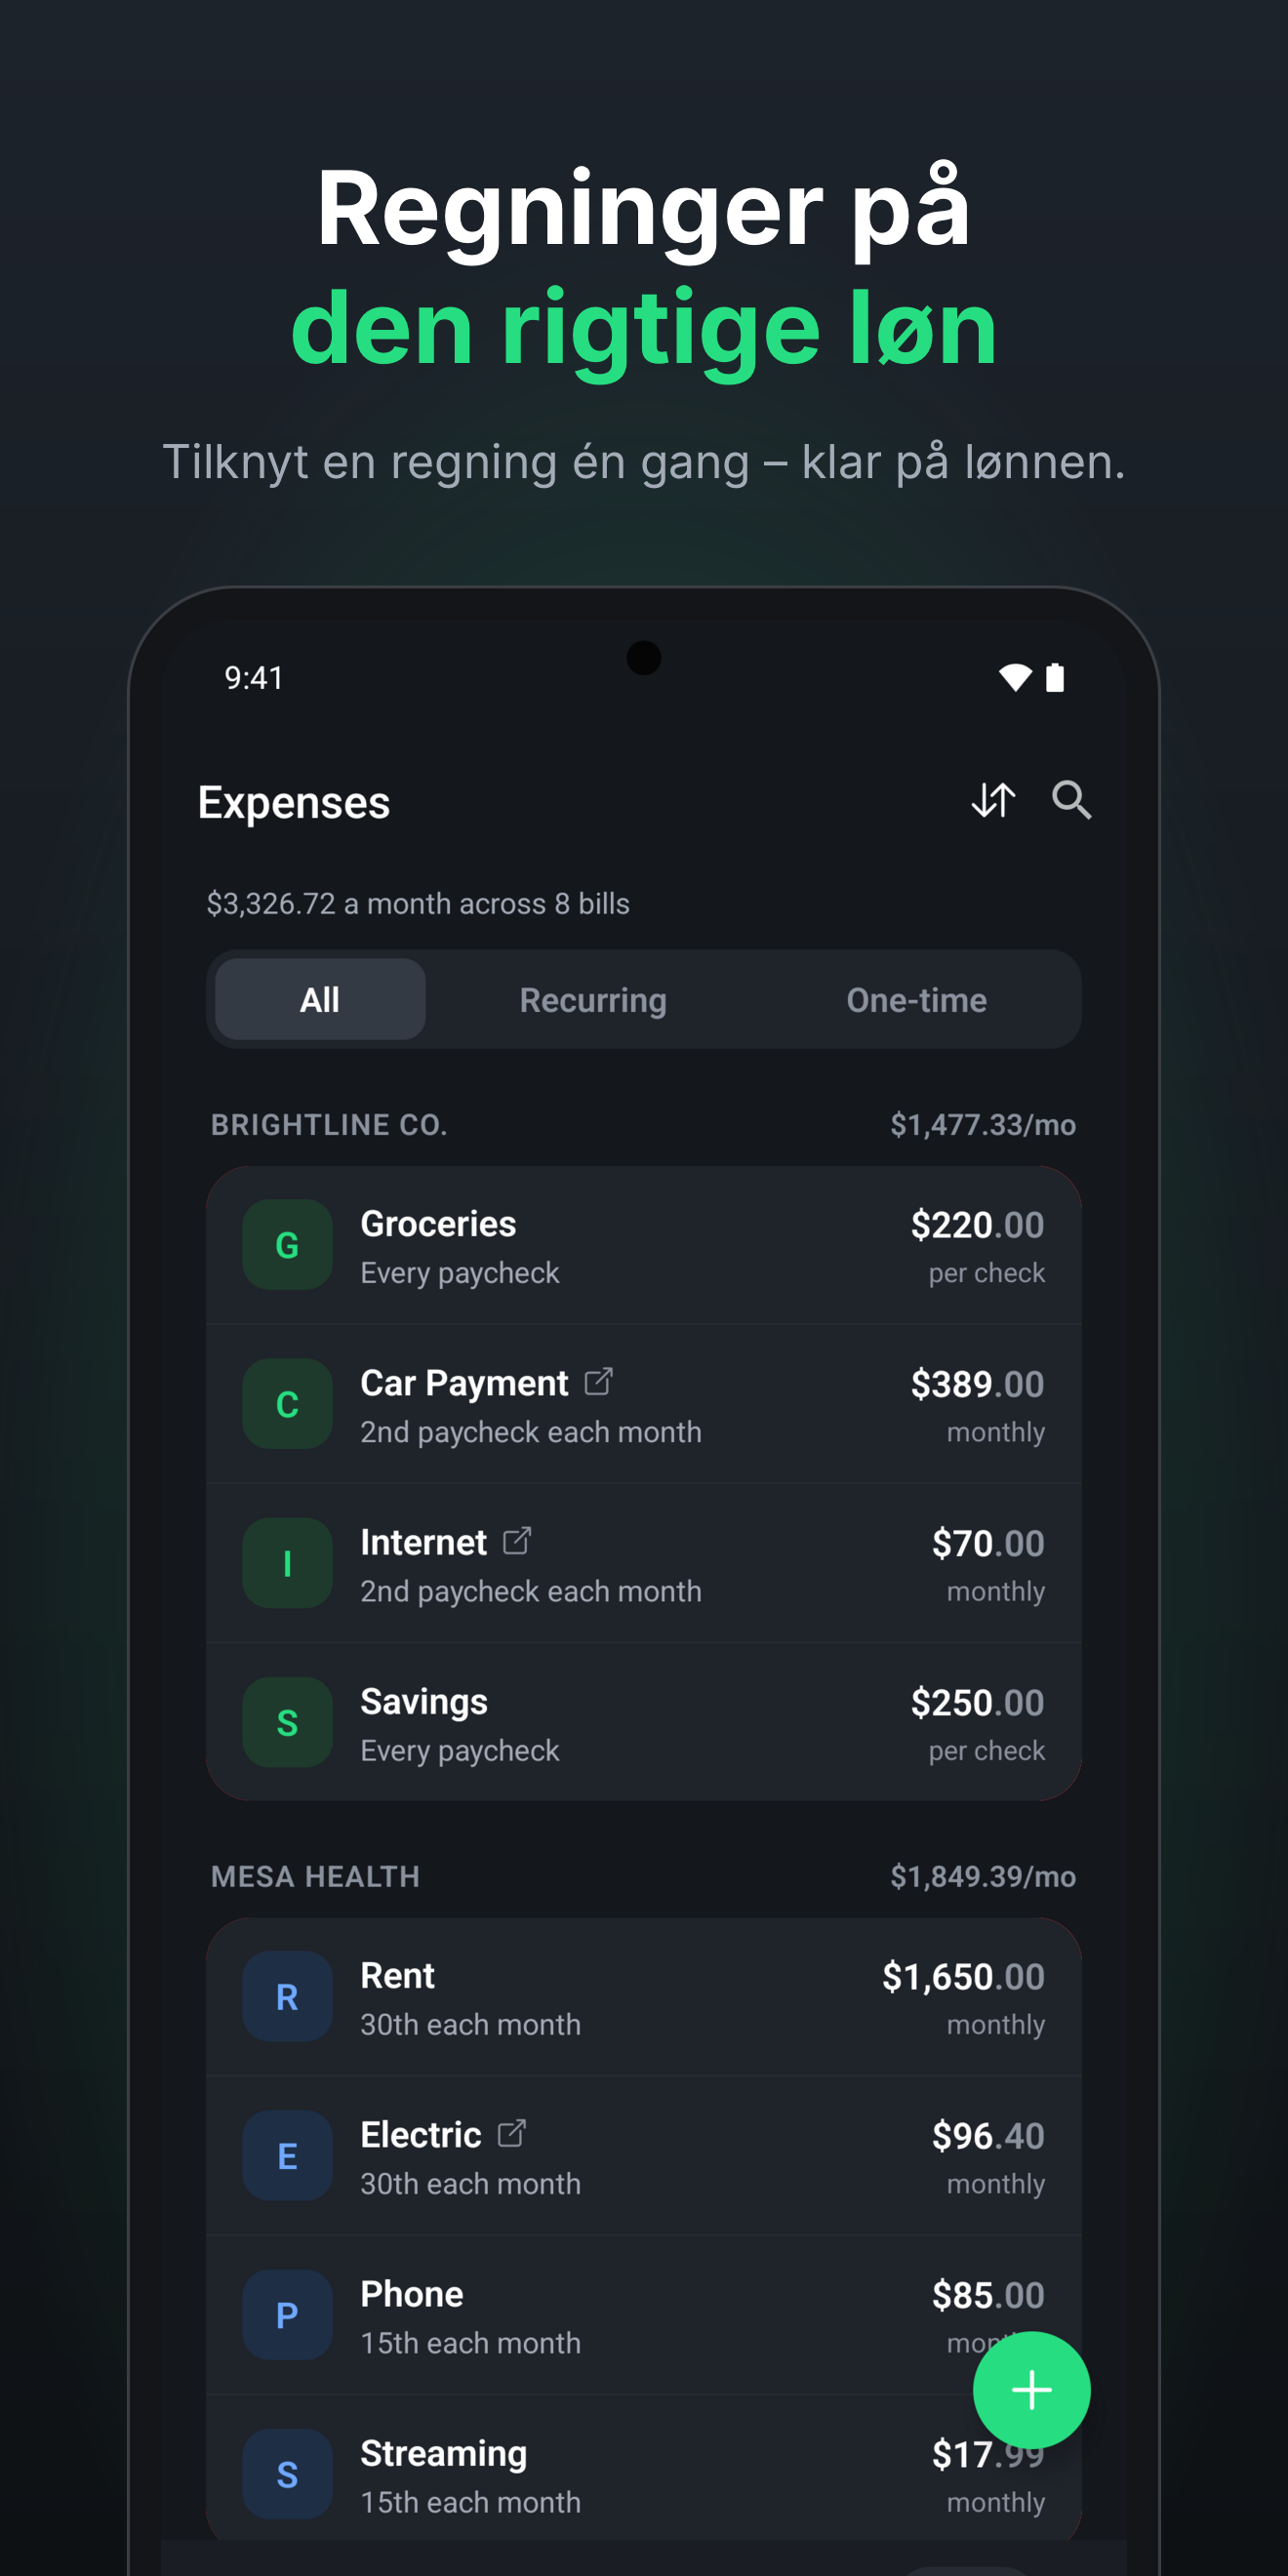 Regninger på
den rigtige løn
Tilknyt en regning én gang – klar på lønnen.
9:41
Expenses
$3,326.72 a month across 8 bills
All Recurring One-time
BRIGHTLINE CO. $1,477.33/mo
G Groceries $220.00
Every paycheck per check
C Car Payment $389.00
2nd paycheck each month monthly
I Internet $70.00
2nd paycheck each month monthly
S Savings $250.00
Every paycheck per check
MESA HEALTH $1,849.39/mo
R Rent $1,650.00
30th each month monthly
E Electric $96.40
30th each month monthly
P Phone $85.00
15th each month
S Streaming $17.99
15th each month monthly